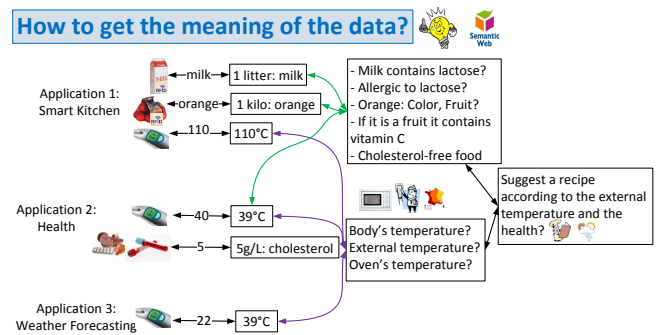 How to get the meaning of the data?
Semantic
Web
Application 1:
Smart Kitchen
Milk
RFID
milk
1 litter: milk
RFID
orange
1 kilo: orange
110
110°C
- Milk contains lactose?
- Allergic to lactose?
- Orange: Color, Fruit?
- If it is a fruit it contains
vitamin C
- Cholesterol-free food
Suggest a recipe
according to the external
temperature and the
health?
Application 2:
Health
40
39°C
5
5g/L: cholesterol
Body's temperature?
External temperature?
Oven's temperature?
Application 3:
Weather Forecasting
22
39°C